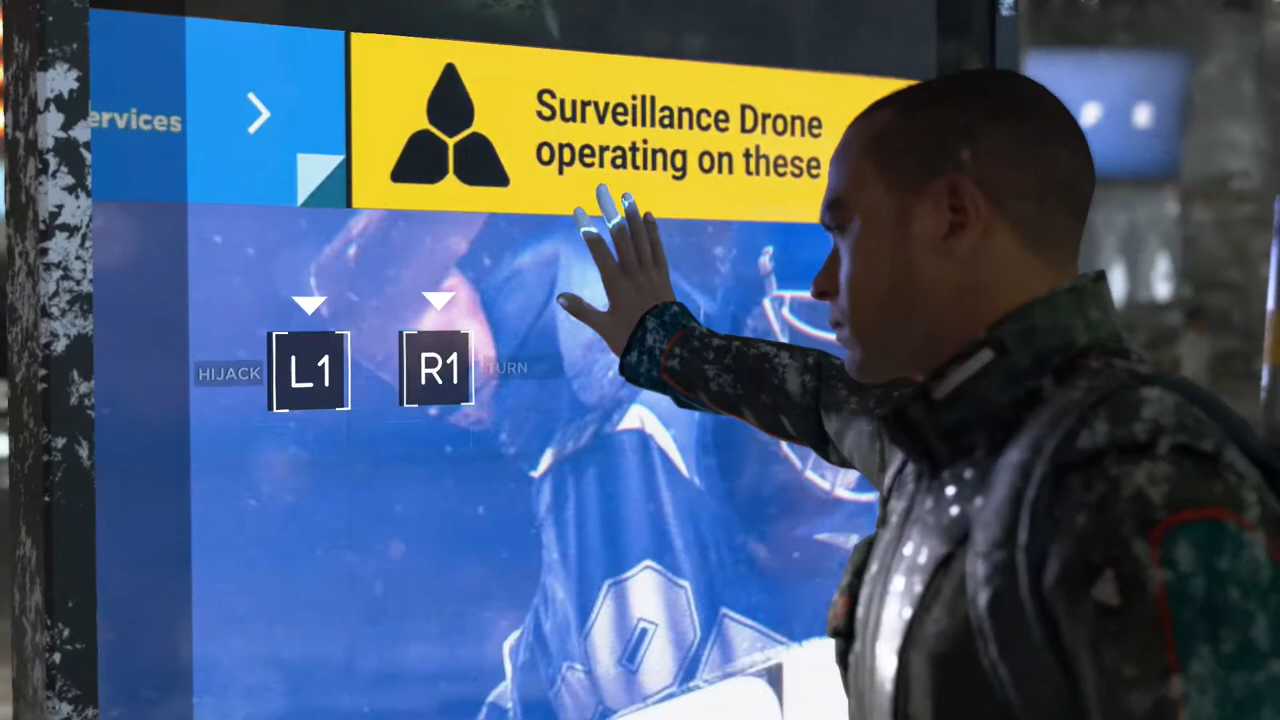 ervices
Surveillance Drone
operating on these
HIJACK
L1
R1
TURN